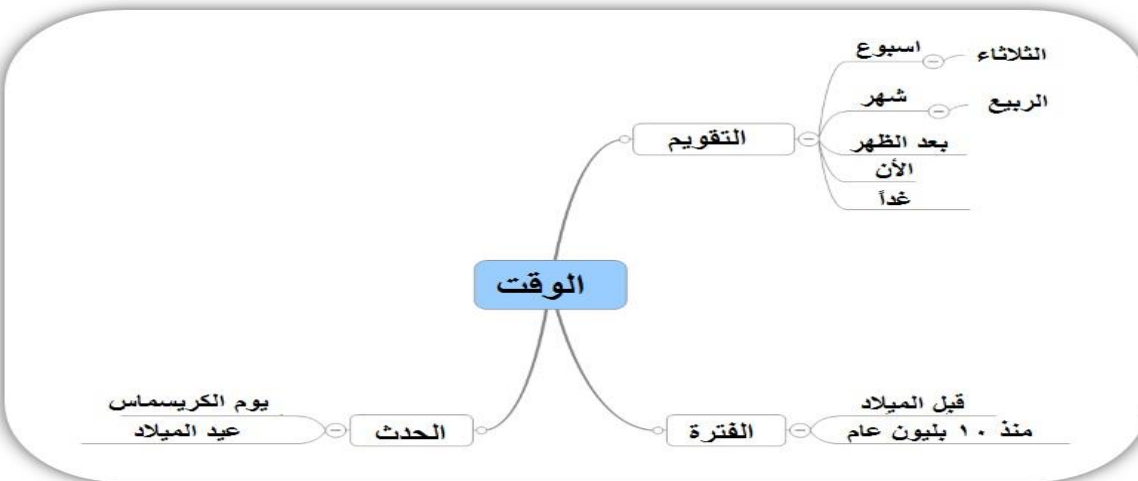 الثلاثاء
اسبوع
الربيع
شهر
التقويم
بعد الظهر
الأن
غداً
الوقت
قبل الميلاد
الفترة
منذ ١٠ بليون عام
يوم الكريسماس
الحدث
عيد الميلاد